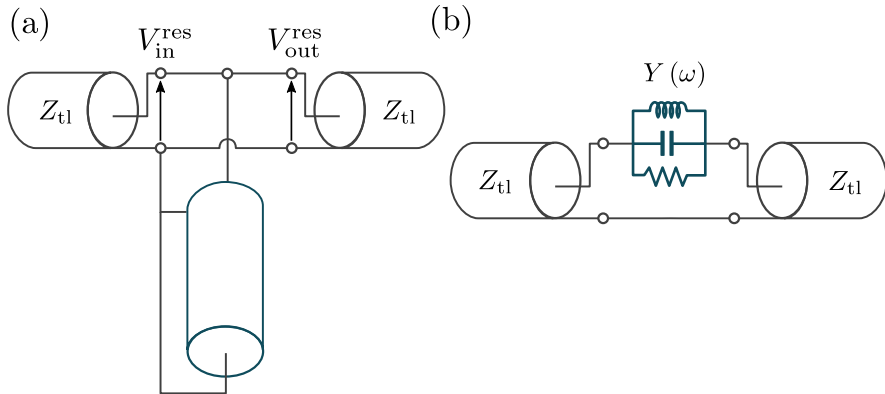 (a)
V_in^res
V_out^res
Z_tl
Z_tl
(b)
Y (ω)
Z_tl
Z_tl